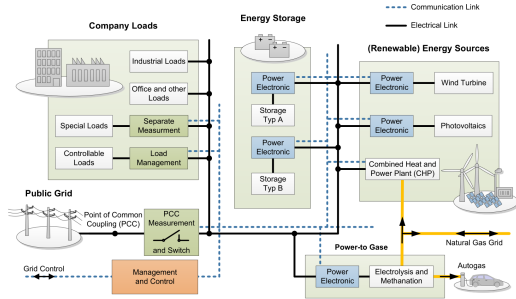 Communication Link
Electrical Link
Company Loads
Energy Storage
(Renewable) Energy Sources
Industrial Loads
Office and other
Loads
Special Loads
Separate
Measurment
Controllable
Loads
Load
Management
Power
Electronic
Storage
Typ A
Power
Electronic
Storage
Typ B
Power
Electronic
Wind Turbine
Power
Electronic
Photovoltaics
Combined Heat and
Power Plant (CHP)
Public Grid
Point of Common
Coupling (PCC)
PCC
Measurement
and Switch
Grid Control
Management
and Control
Power-to Gase
Power
Electronic
Electrolysis and
Methanation
Natural Gas Grid
Autogas